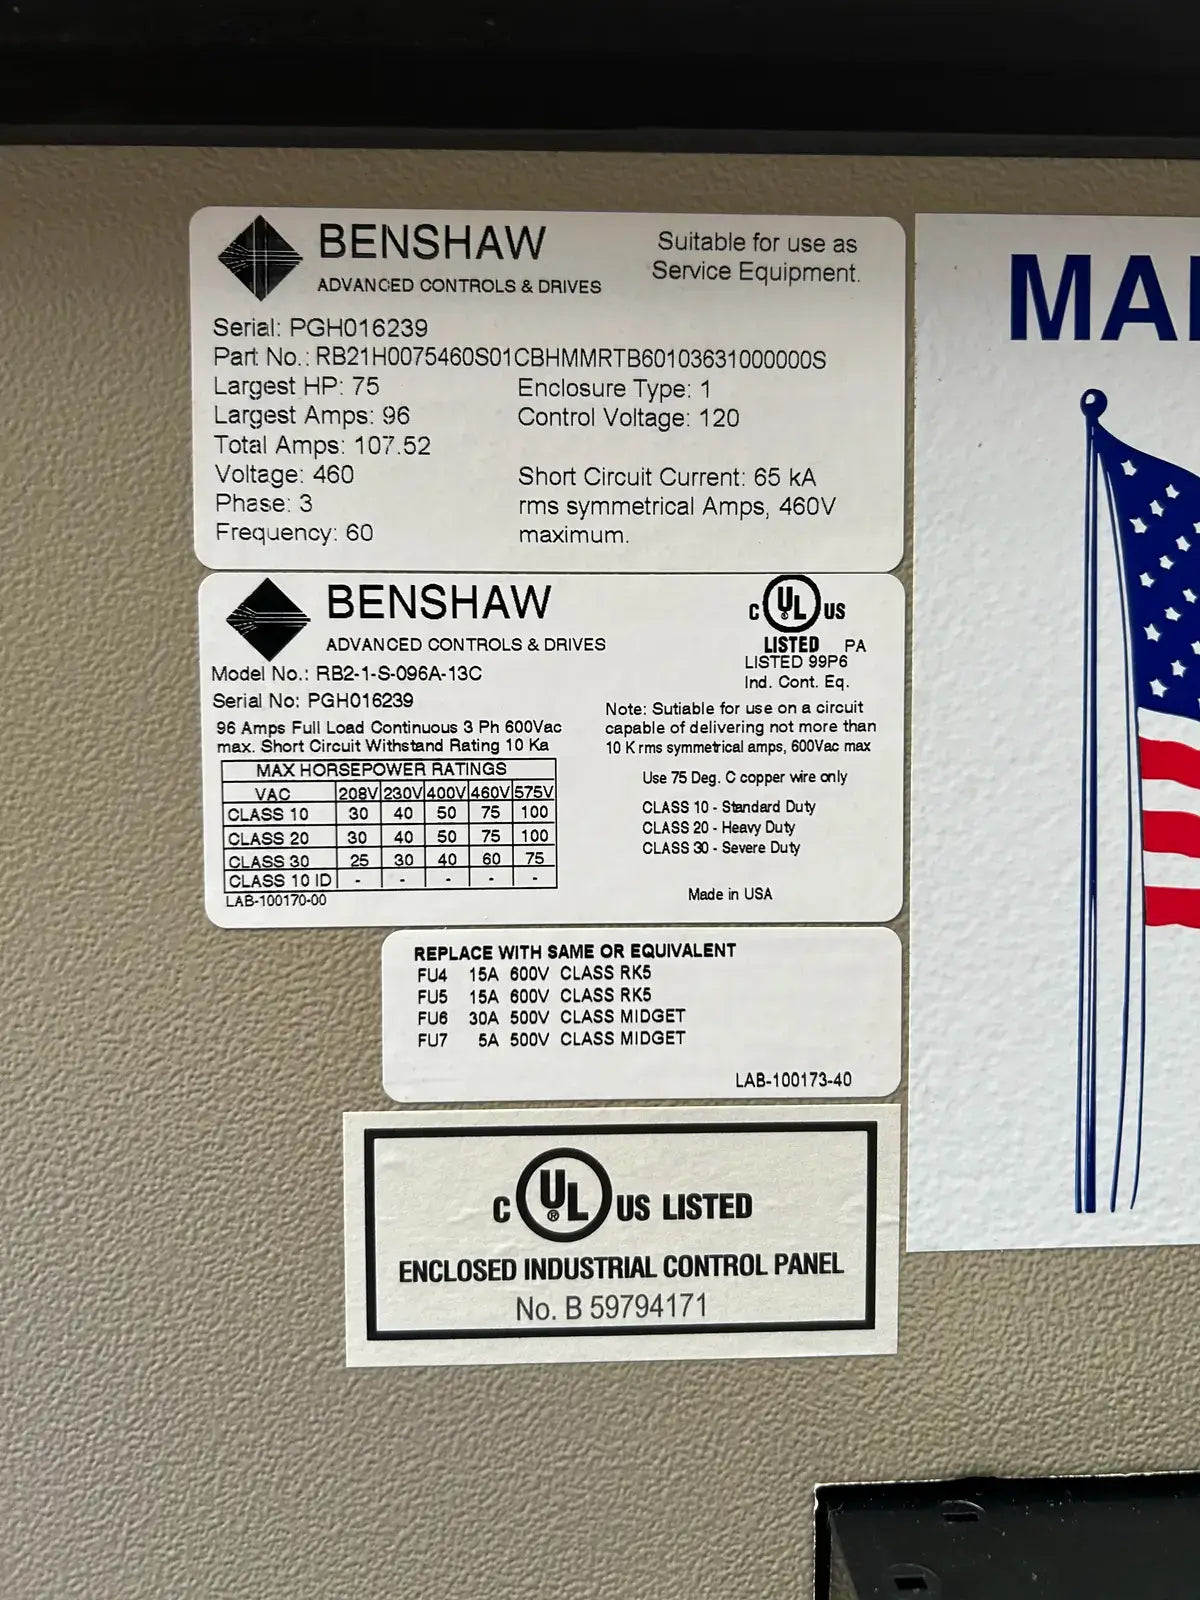 BENSHAW
ADVANCED CONTROLS & DRIVES
Suitable for use as
Service Equipment.
Serial: PGH016239
Part No.: RB21H0075460S01CBHMMRTB60103631000000S
Largest HP: 75
Enclosure Type: 1
Largest Amps: 96
Control Voltage: 120
Total Amps: 107.52
Voltage: 460
Short Circuit Current: 65 kA
Phase: 3
rms symmetrical Amps, 460V
Frequency: 60
maximum.
BENSHAW
ADVANCED CONTROLS & DRIVES
C UL ® US
LISTED PA
LISTED 99P6
Ind. Cont. Eq.
Model No.: RB2-1-S-096A-13C
Serial No: PGH016239
96 Amps Full Load Continuous 3 Ph 600Vac
max. Short Circuit Withstand Rating 10 Ka
MAX HORSEPOWER RATINGS
VAC 208V 230V 400V 460V 575V
CLASS 10 30 40 50 75 100
CLASS 20 30 40 50 75 100
CLASS 30 25 30 40 60 75
CLASS 10 ID - - - - -
LAB-100170-00
Note: Sutiable for use on a circuit
capable of delivering not more than
10 K rms symmetrical amps, 600Vac max
Use 75 Deg. C copper wire only
CLASS 10 - Standard Duty
CLASS 20 - Heavy Duty
CLASS 30 - Severe Duty
Made in USA
REPLACE WITH SAME OR EQUIVALENT
FU4 15A 600V CLASS RK5
FU5 15A 600V CLASS RK5
FU6 30A 500V CLASS MIDGET
FU7 5A 500V CLASS MIDGET
LAB-100173-40
C UL ® US LISTED
ENCLOSED INDUSTRIAL CONTROL PANEL
No. B 59794171
MA